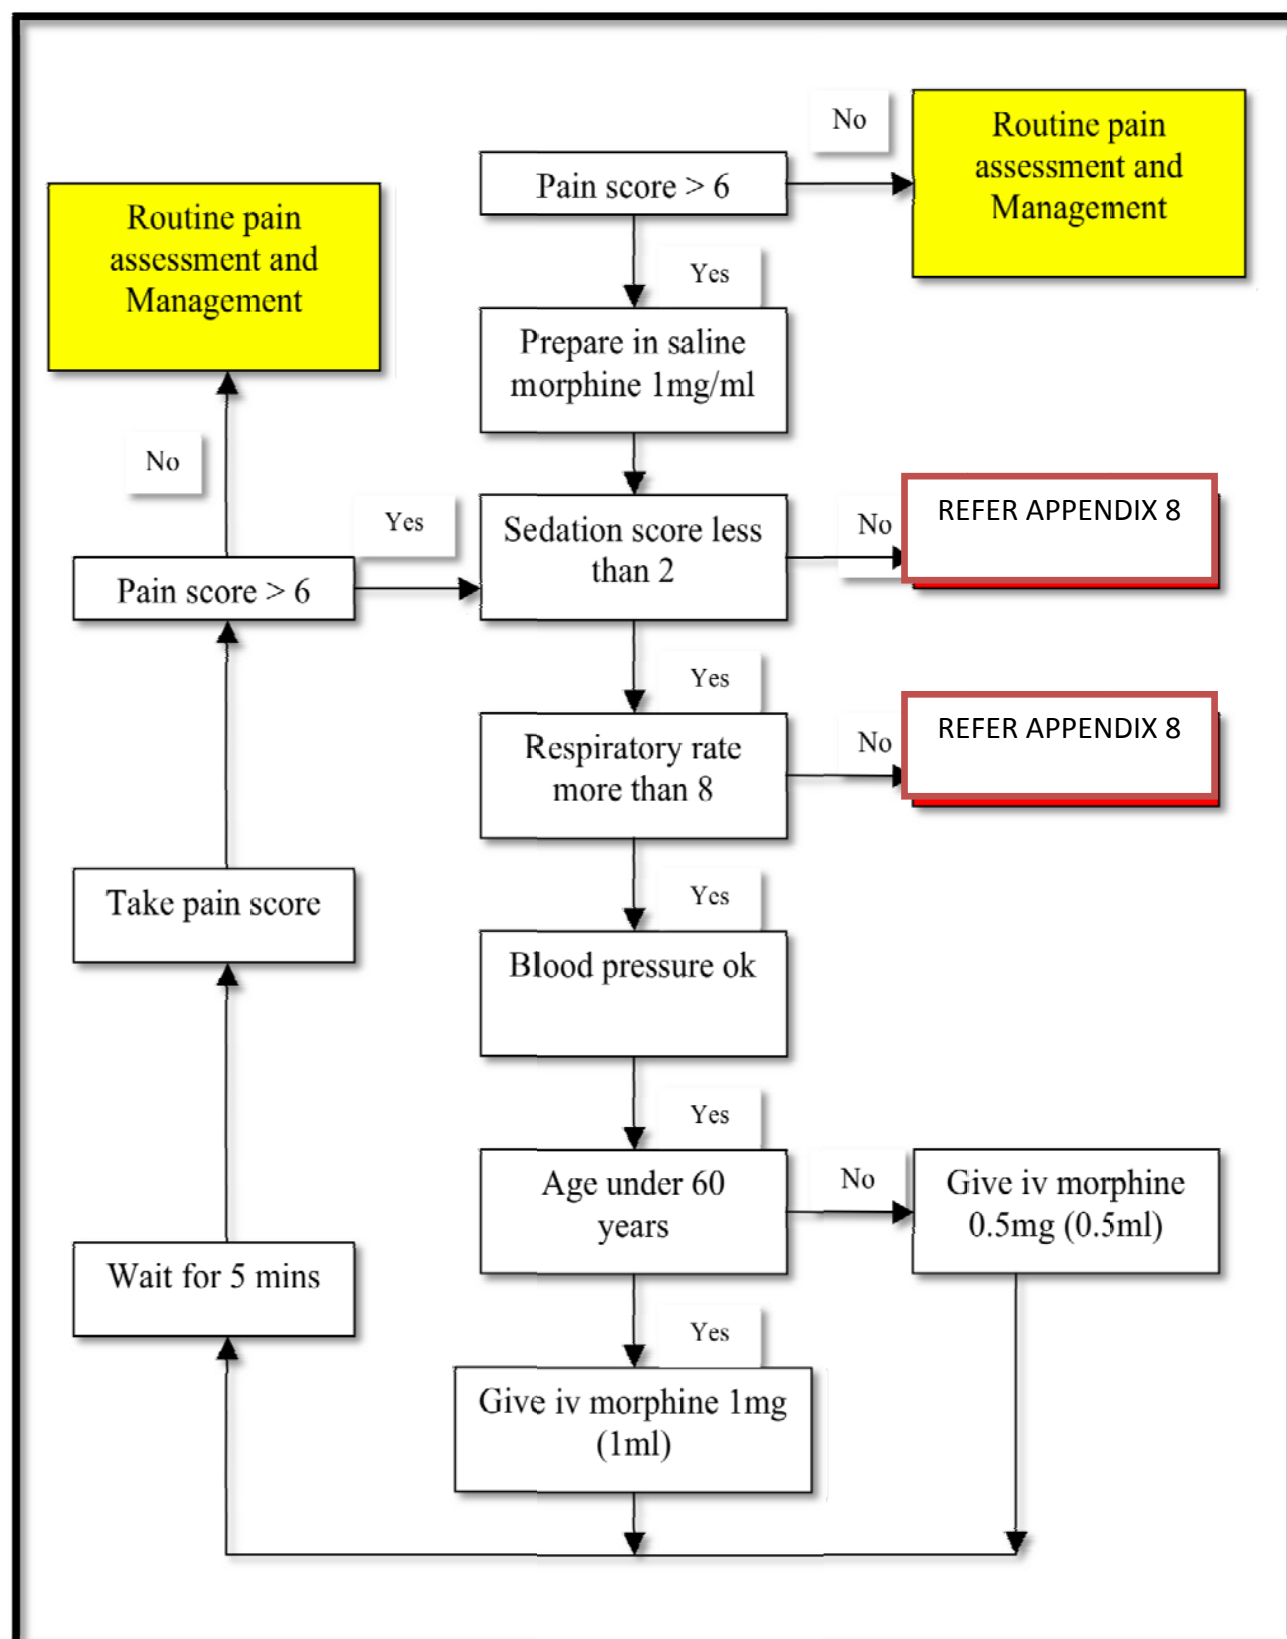 No
Routine pain
assessment and
Management
Pain score > 6
Routine pain
assessment and
Management
Yes
Prepare in saline
morphine 1mg/ml
No
Yes
Sedation score less
than 2
No
REFER APPENDIX 8
Pain score > 6
Yes
Respiratory rate
more than 8
No
REFER APPENDIX 8
Take pain score
Yes
Blood pressure ok
Yes
Age under 60
years
No
Give iv morphine
0.5mg (0.5ml)
Wait for 5 mins
Yes
Give iv morphine 1mg
(1ml)